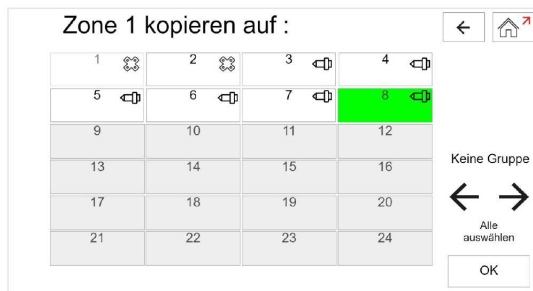 Zone 1 kopieren auf :
1 2 3 4
5 6 7 8
9 10 11 12
13 14 15 16
17 18 19 20
21 22 23 24
Keine Gruppe
Alle
auswählen
OK